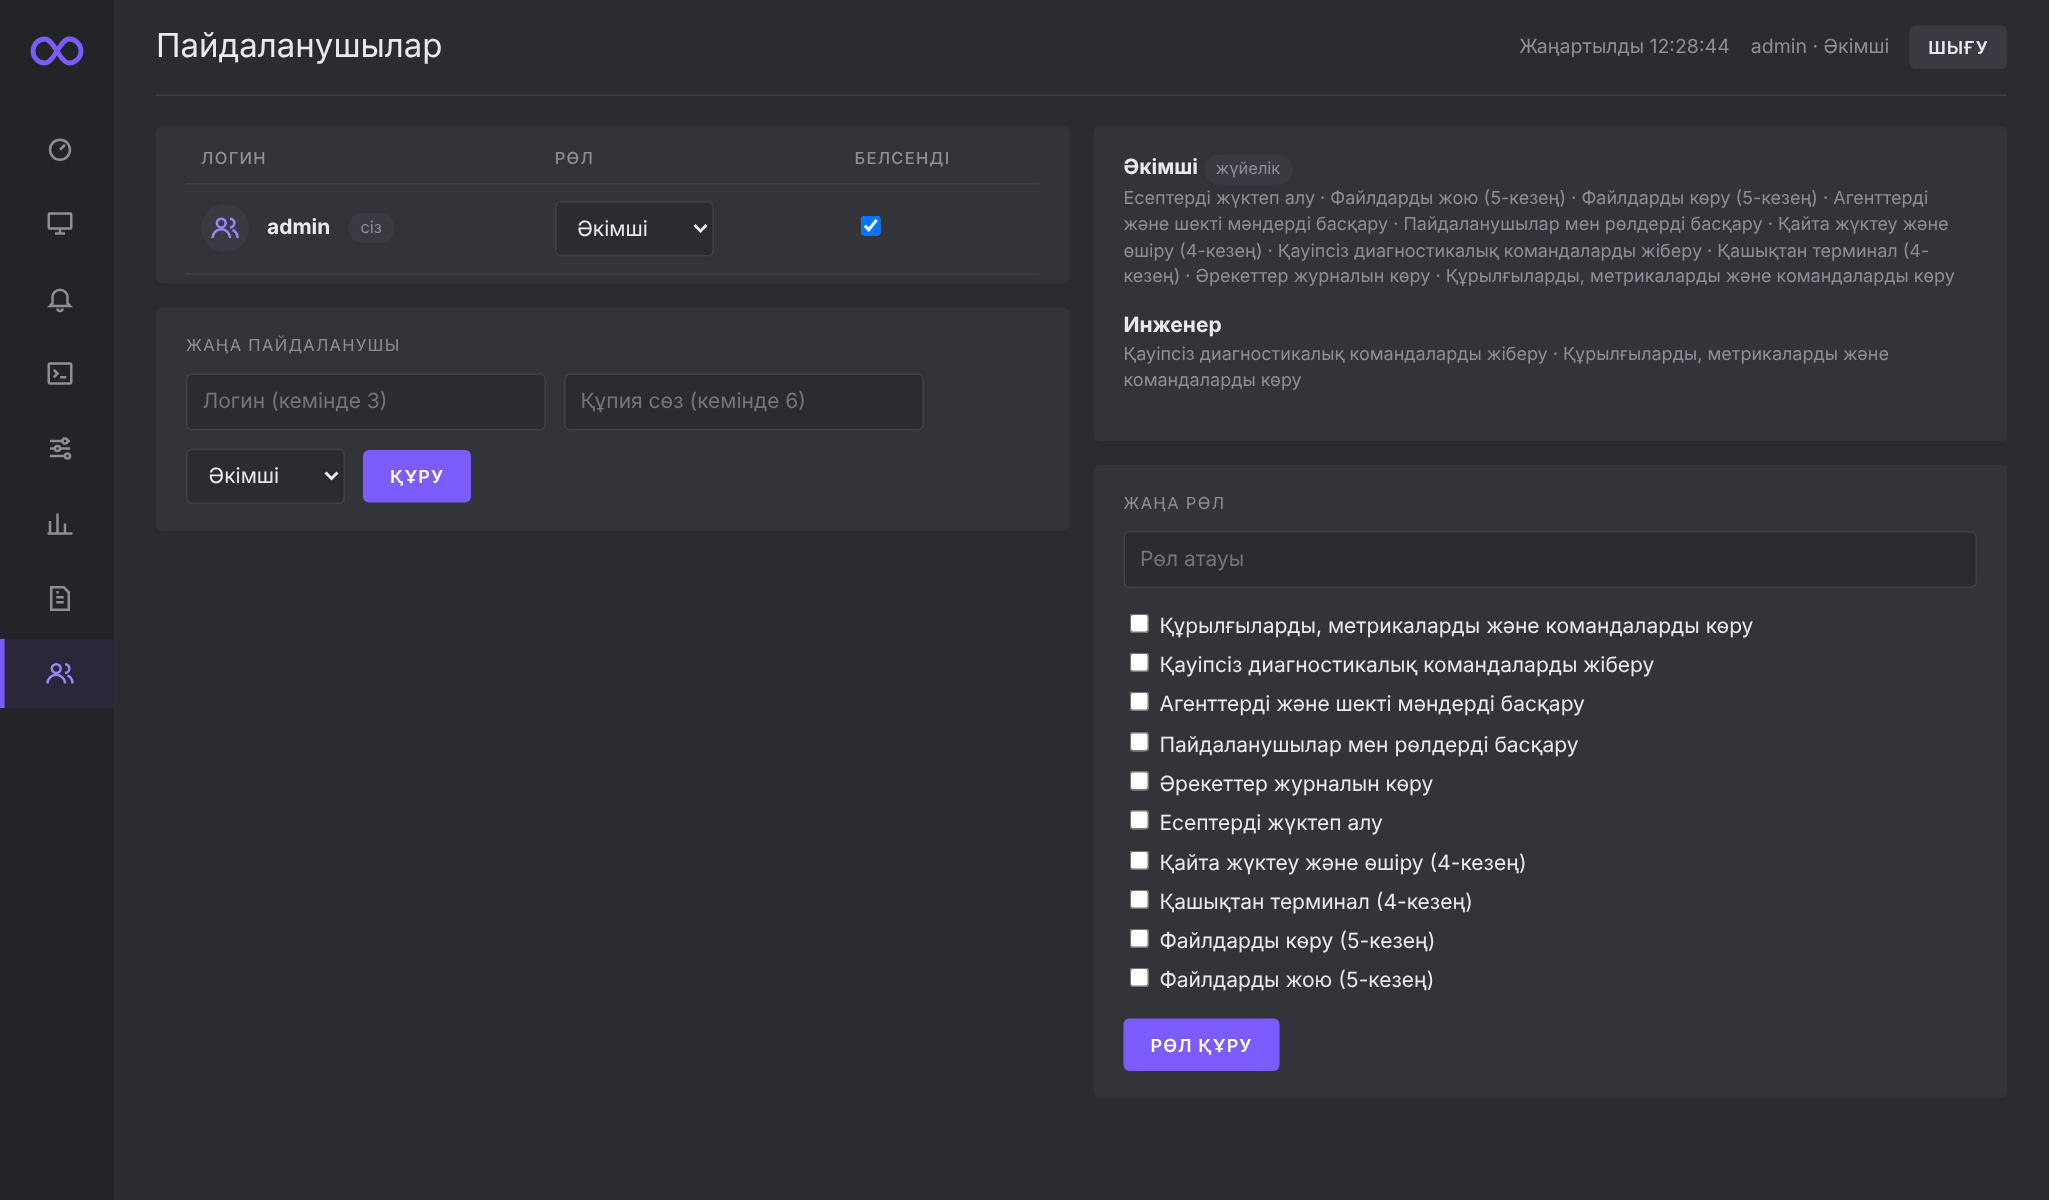 Пайдаланушылар
Жаңартылды 12:28:44 admin · Әкімші ШЫҒУ
ЛОГИН РӨЛ БЕЛСЕНДІ
admin сіз Әкімші
ЖАҢА ПАЙДАЛАНУШЫ
Логин (кемінде 3) Құпия сөз (кемінде 6)
Әкімші ҚҰРУ
Әкімші жүйелік
Есептерді жүктеп алу · Файлдарды жою (5-кезең) · Файлдарды көру (5-кезең) · Агенттерді
және шекті мәндерді басқару · Пайдаланушылар мен рөлдерді басқару · Қайта жүктеу және
өшіру (4-кезең) · Қауіпсіз диагностикалық командаларды жіберу · Қашықтан терминал (4-
кезең) · Әрекеттер журналын көру · Құрылғыларды, метрикаларды және командаларды көру
Инженер
Қауіпсіз диагностикалық командаларды жіберу · Құрылғыларды, метрикаларды және
командаларды көру
ЖАҢА РӨЛ
Рөл атауы
Құрылғыларды, метрикаларды және командаларды көру
Қауіпсіз диагностикалық командаларды жіберу
Агенттерді және шекті мәндерді басқару
Пайдаланушылар мен рөлдерді басқару
Әрекеттер журналын көру
Есептерді жүктеп алу
Қайта жүктеу және өшіру (4-кезең)
Қашықтан терминал (4-кезең)
Файлдарды көру (5-кезең)
Файлдарды жою (5-кезең)
РӨЛ ҚҰРУ